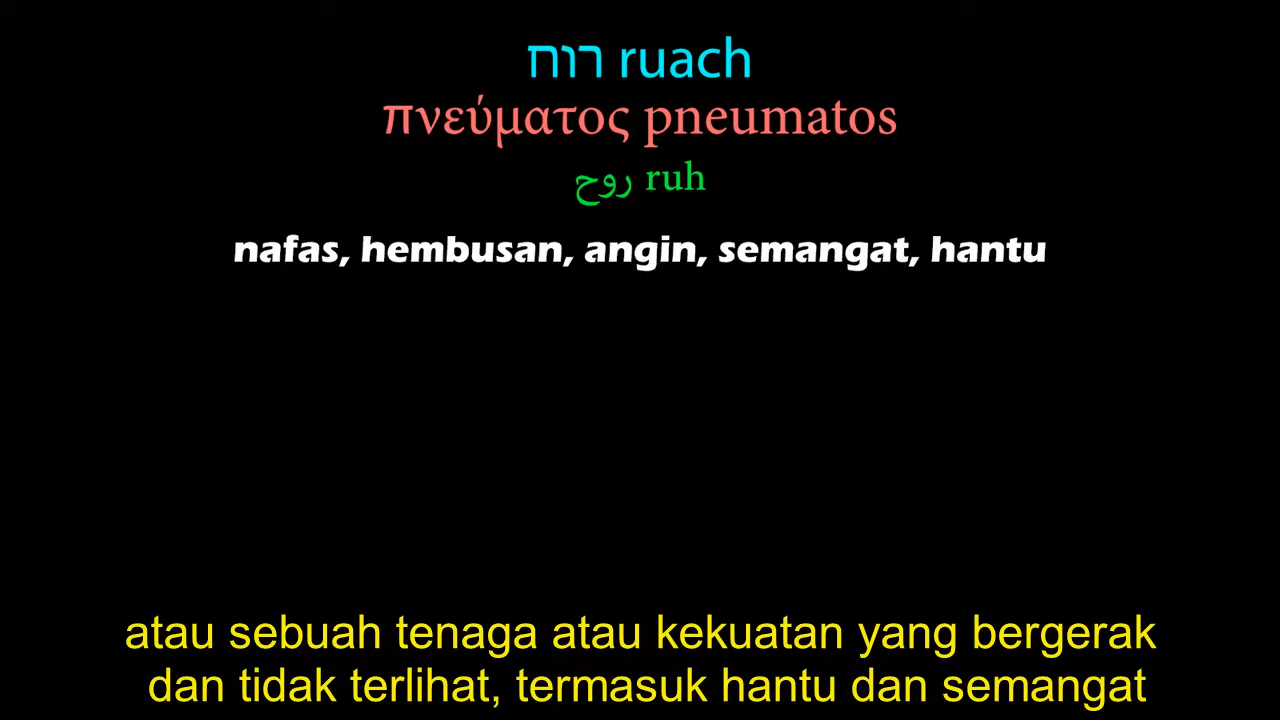 רוח ruach
πνεύματος pneumatos
روح ruh
nafas, hembusan, angin, semangat, hantu
atau sebuah tenaga atau kekuatan yang bergerak
dan tidak terlihat, termasuk hantu dan semangat